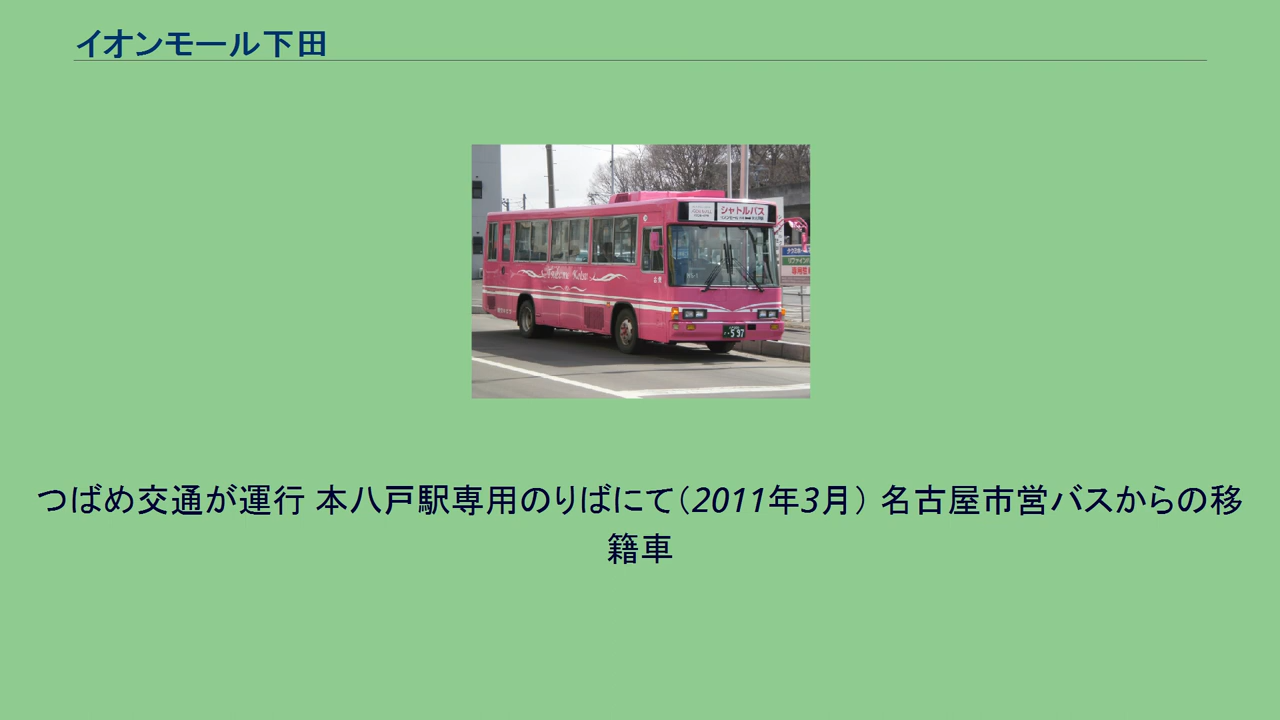 イオンモール下田
シャトルバス
5 97
つばめ交通が運行 本八戸駅専用のりばにて（2011年3月） 名古屋市営バスからの移
籍車